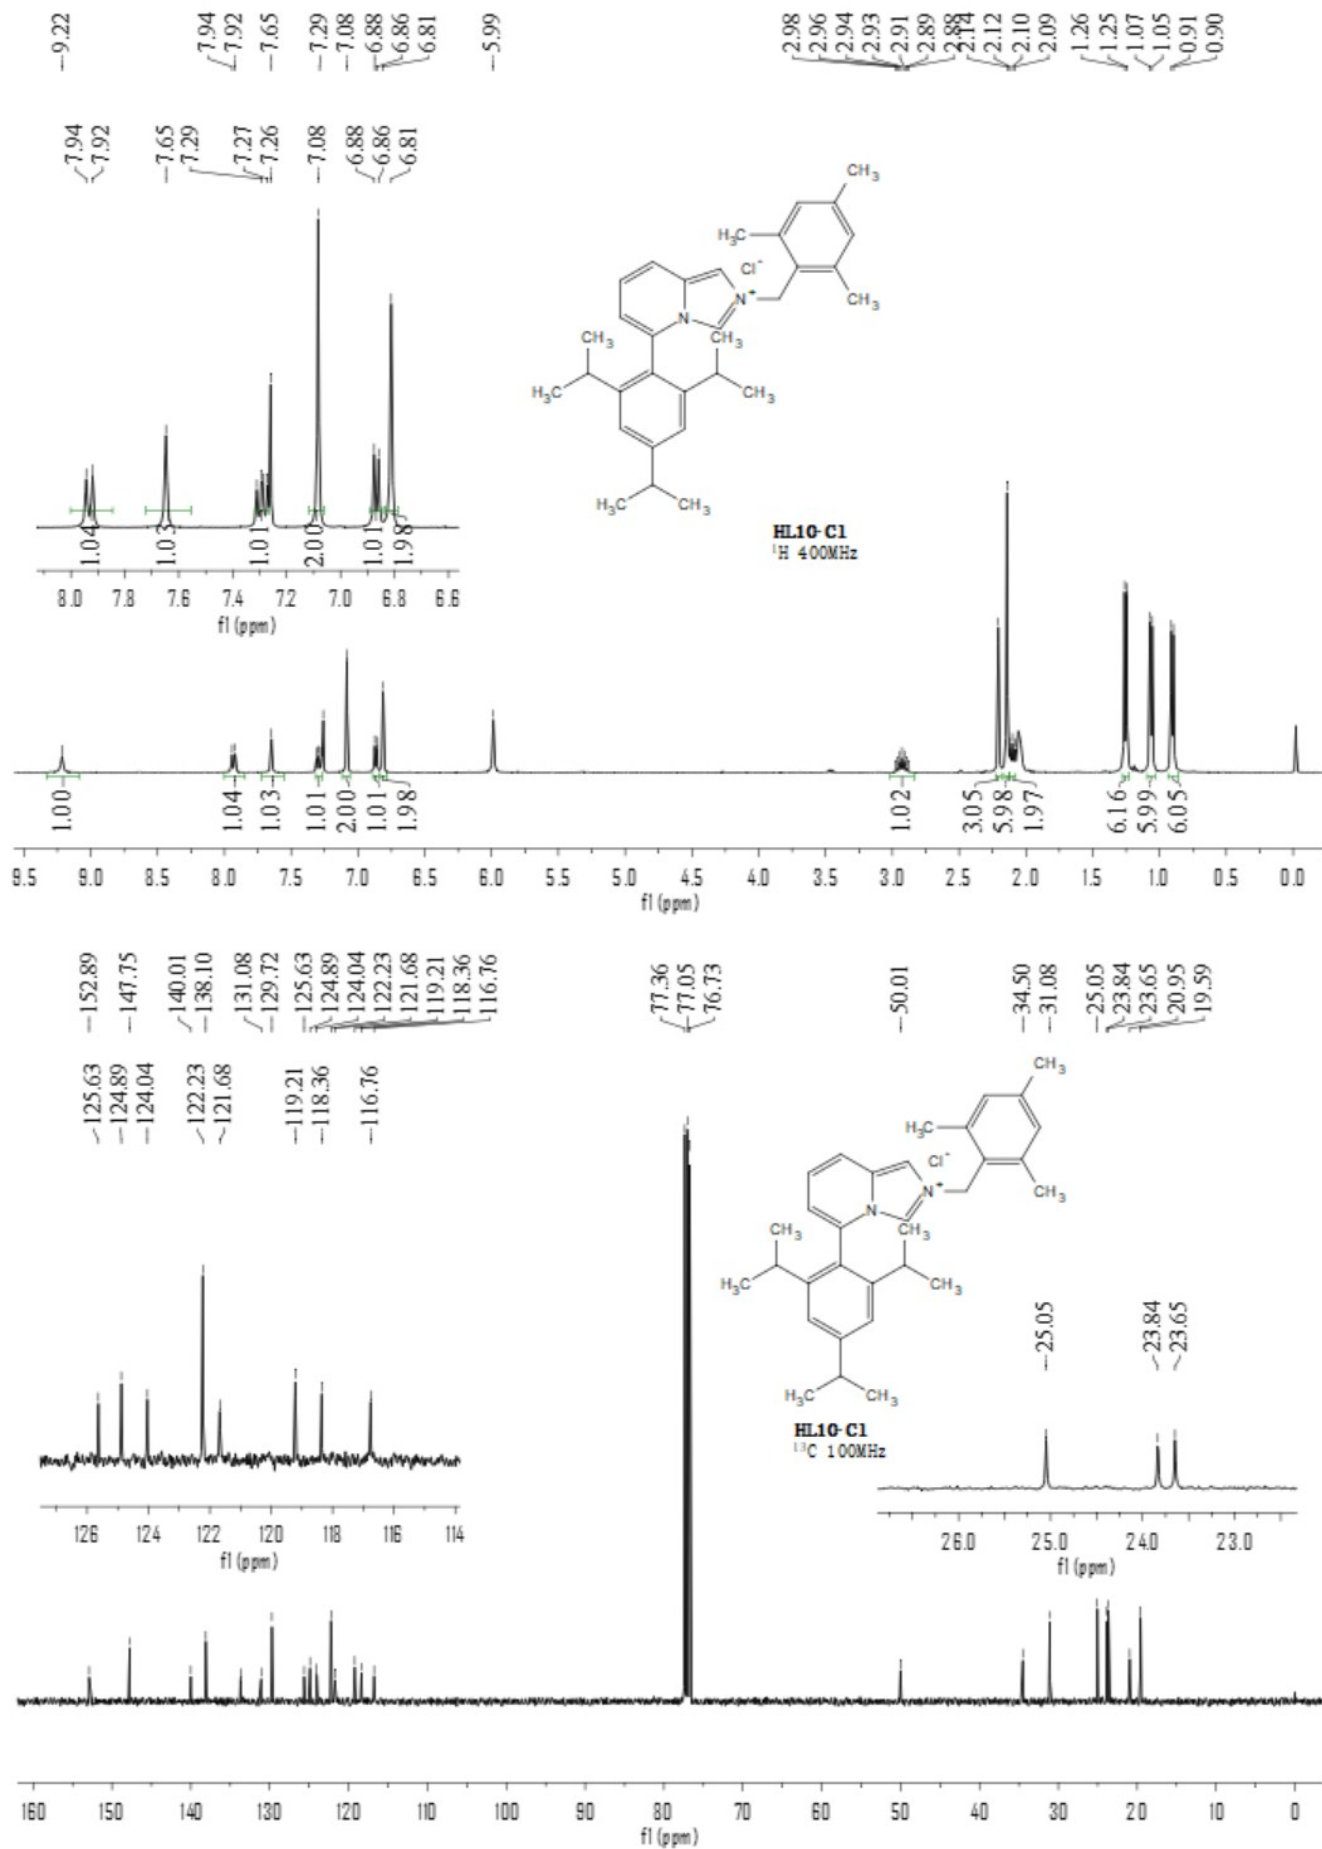 9.22 7.94 7.92 7.65 7.29 7.08 6.88 6.86 6.81 5.99 2.98 2.96 2.94 2.93 2.91 2.89 2.88 2.14 2.12 2.10 2.09 1.26 1.25 1.07 1.05 0.91 0.90
7.94 7.92 7.65 7.29 7.27 7.26 7.08 6.88 6.86 6.81
CH₃
H₃C
Cl⁻
N⁺
CH₃
N
CH₃
CH₃
H₃C
CH₃
H₃C
CH₃
HL10-Cl
¹H 400MHz
1.04 1.03 1.01 2.00 1.01 1.98
8.0 7.8 7.6 7.4 7.2 7.0 6.8 6.6
f1 (ppm)
1.00 1.04 1.03 1.01 2.00 1.01 1.98 1.02 3.05 5.98 1.97 6.16 5.99 6.05
9.5 9.0 8.5 8.0 7.5 7.0 6.5 6.0 5.5 5.0 4.5 4.0 3.5 3.0 2.5 2.0 1.5 1.0 0.5 0.0
f1 (ppm)
152.89 147.75 140.01 138.10 131.08 129.72 125.63 124.89 124.04 122.23 121.68 119.21 118.36 116.76 77.36 77.05 76.73 50.01 34.50 31.08 25.05 23.84 23.65 20.95 19.59
125.63 124.89 124.04 122.23 121.68 119.21 118.36 116.76
CH₃
H₃C
Cl⁻
N⁺
CH₃
N
CH₃
CH₃
H₃C
CH₃
H₃C
CH₃
HL10-Cl
¹³C 100MHz
25.05 23.84 23.65
126 124 122 120 118 116 114
f1 (ppm)
26.0 25.0 24.0 23.0
f1 (ppm)
160 150 140 130 120 110 100 90 80 70 60 50 40 30 20 10 0
f1 (ppm)